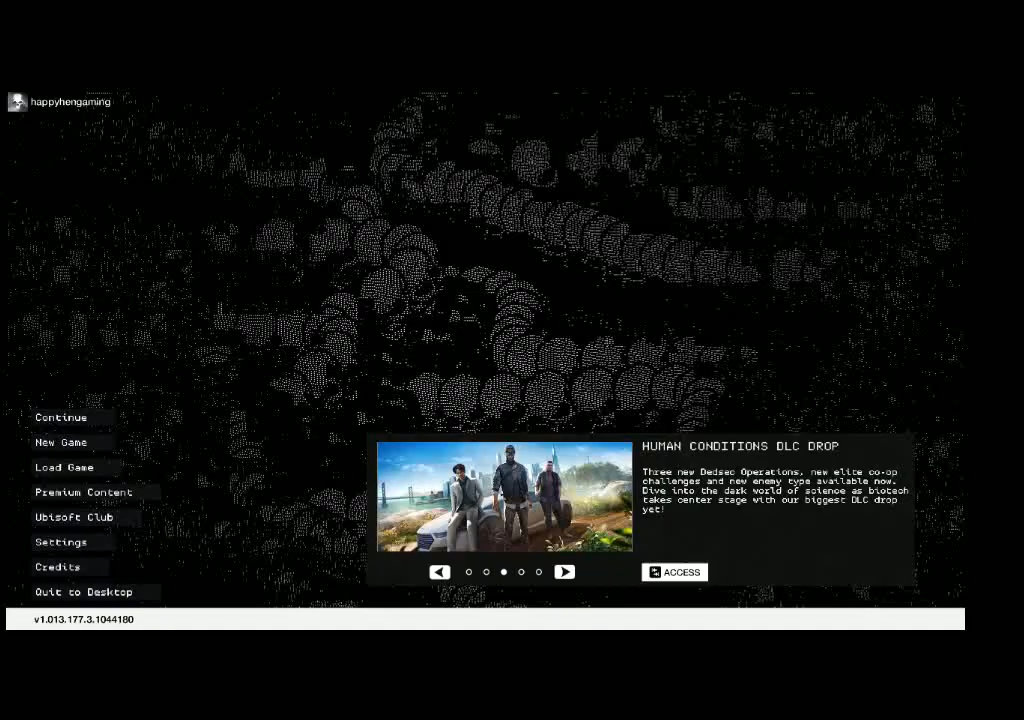 happyhengaming
Continue
New Game
Load Game
Premium Content
Ubisoft Club
Settings
Credits
Quit to Desktop
HUMAN CONDITIONS DLC DROP
Three new Dedsec Operations, new elite co-op
challenges and new enemy type available now.
Dive into the dark world of science as biotech
takes center stage with our biggest DLC drop
yet!
ACCESS
v1.013.177.3.1044180